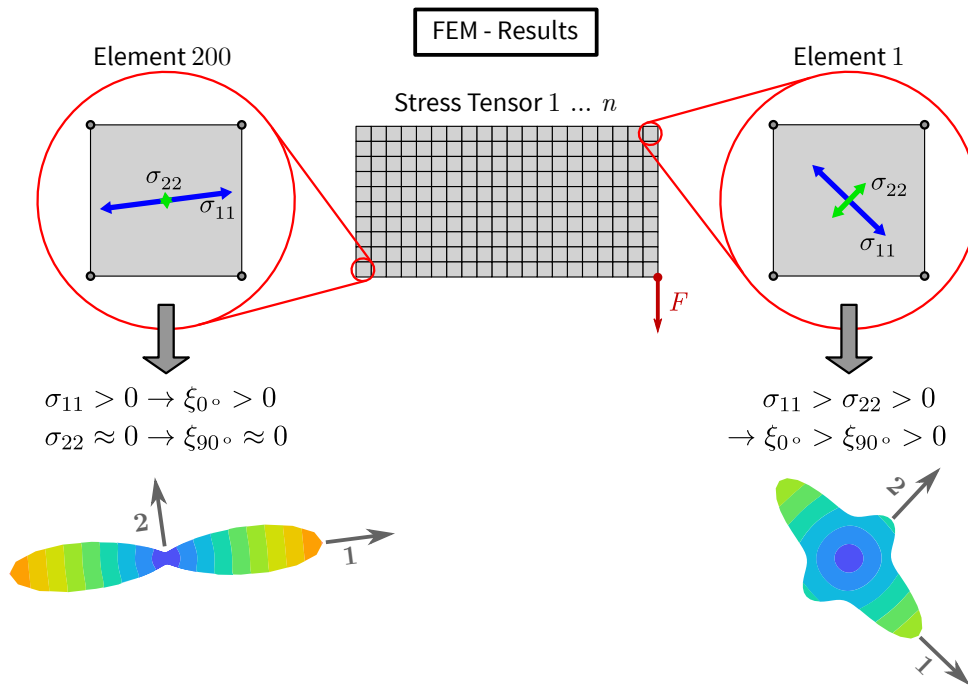 FEM - Results
Element 200
Stress Tensor 1 ... n
Element 1
σ22
σ11
σ22
σ11
F
σ11 > 0 → ξ0° > 0
σ22 ≈ 0 → ξ90° ≈ 0
σ11 > σ22 > 0
→ ξ0° > ξ90° > 0
2
1
2
1